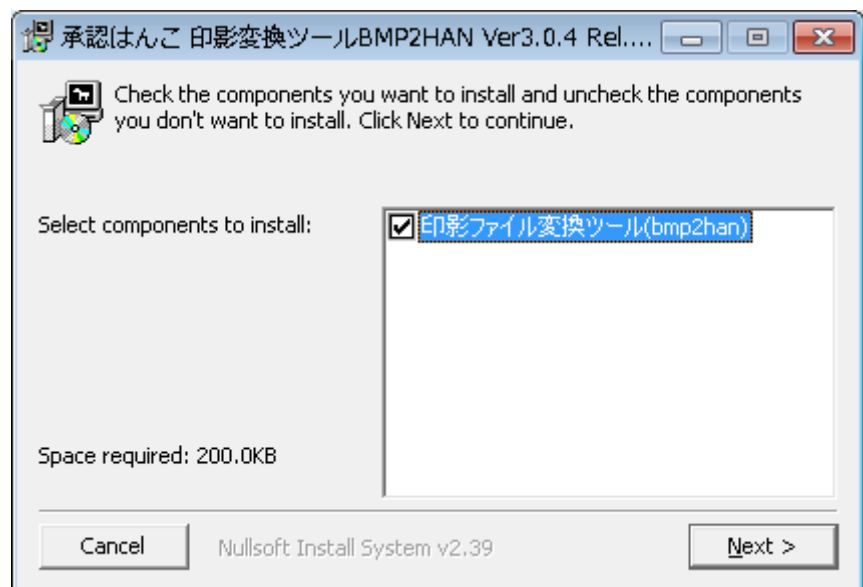 承認はんこ 印影変換ツールBMP2HAN Ver3.0.4 Rel....
Check the components you want to install and uncheck the components
you don't want to install. Click Next to continue.
Select components to install:
印影ファイル変換ツール(bmp2han)
Space required: 200.0KB
Cancel
Nullsoft Install System v2.39
Next >